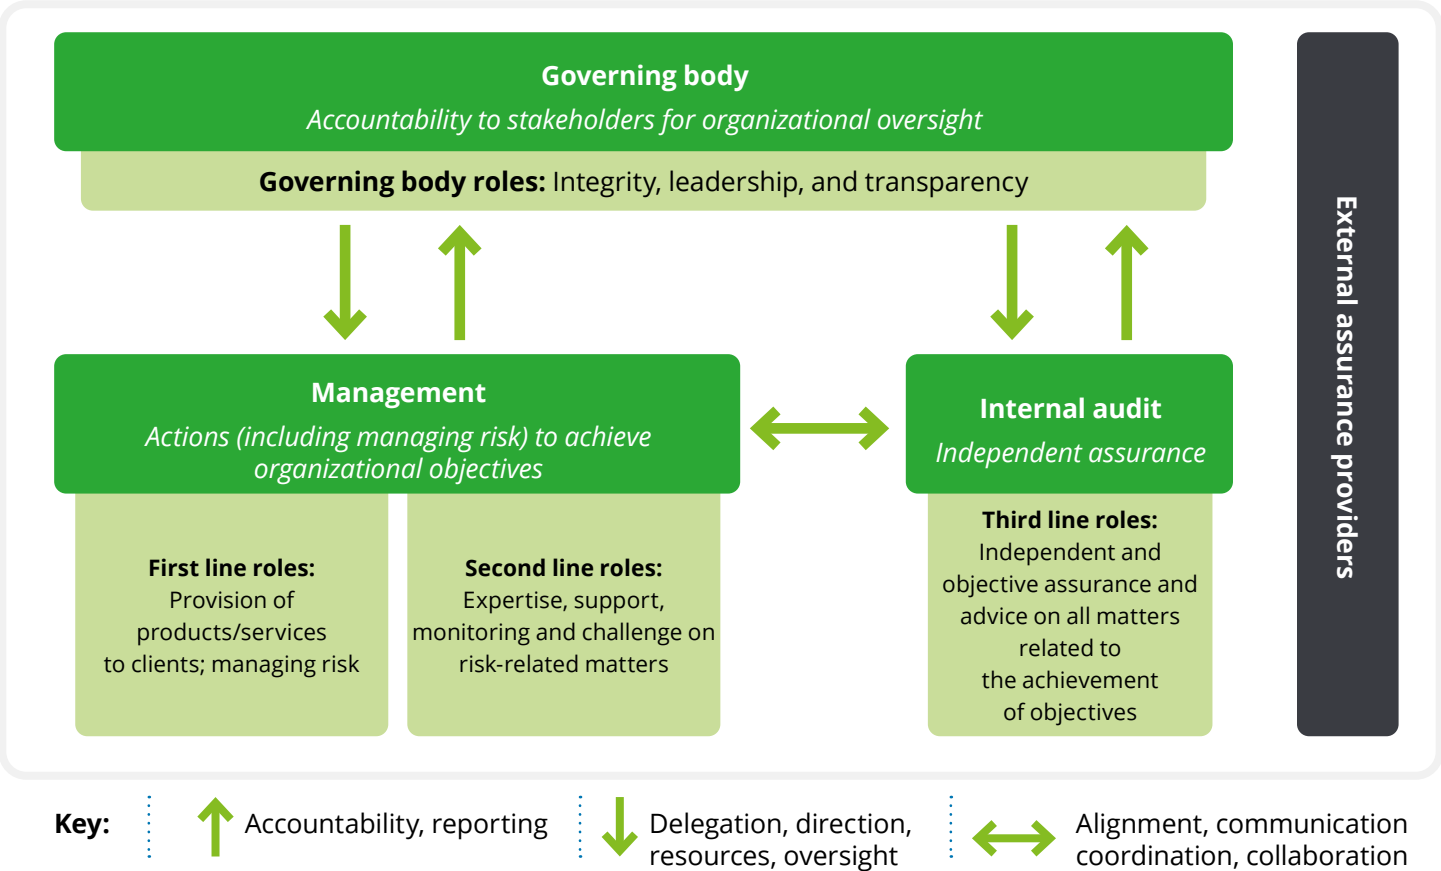 Governing body
Accountability to stakeholders for organizational oversight
Governing body roles: Integrity, leadership, and transparency
Management
Actions (including managing risk) to achieve
organizational objectives
First line roles:
Provision of
products/services
to clients; managing risk
Second line roles:
Expertise, support,
monitoring and challenge on
risk-related matters
Internal audit
Independent assurance
Third line roles:
Independent and
objective assurance and
advice on all matters
related to
the achievement
of objectives
External assurance providers
Key:
Accountability, reporting
Delegation, direction,
resources, oversight
Alignment, communication
coordination, collaboration